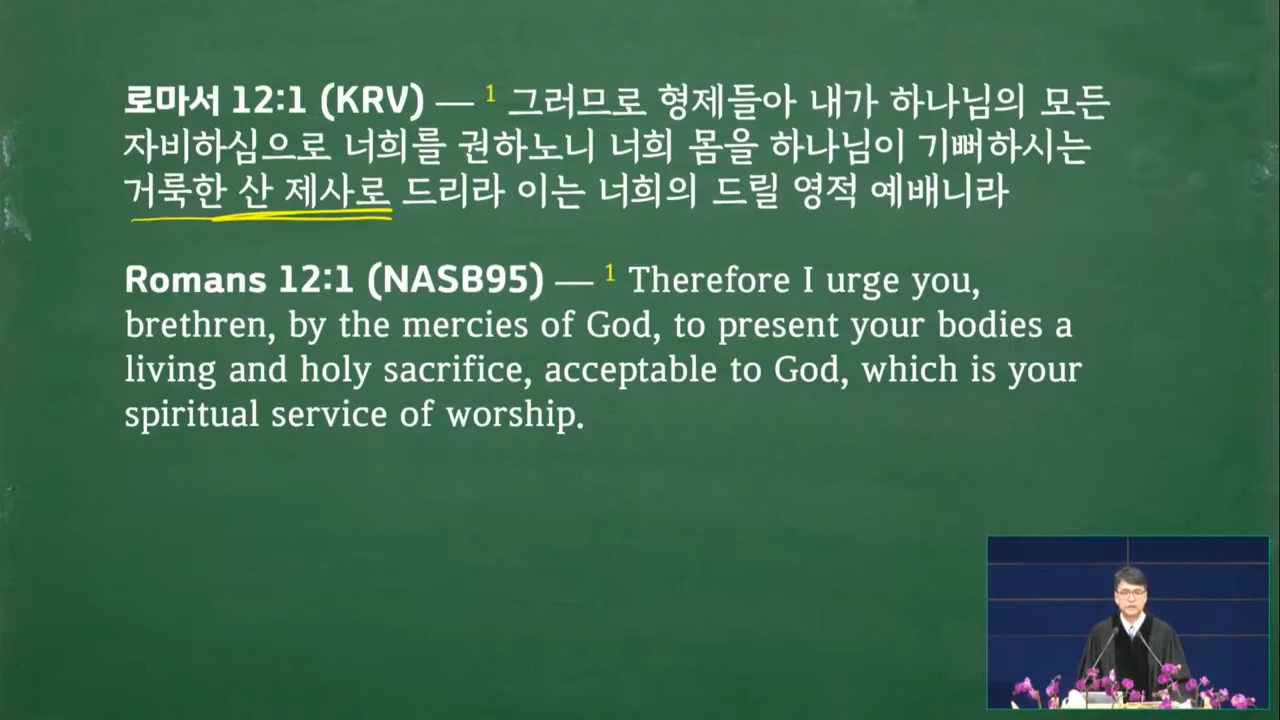 로마서 12:1 (KRV) — 1 그러므로 형제들아 내가 하나님의 모든
자비하심으로 너희를 권하노니 너희 몸을 하나님이 기뻐하시는
거룩한 산 제사로 드리라 이는 너희의 드릴 영적 예배니라
Romans 12:1 (NASB95) — 1 Therefore I urge you,
brethren, by the mercies of God, to present your bodies a
living and holy sacrifice, acceptable to God, which is your
spiritual service of worship.